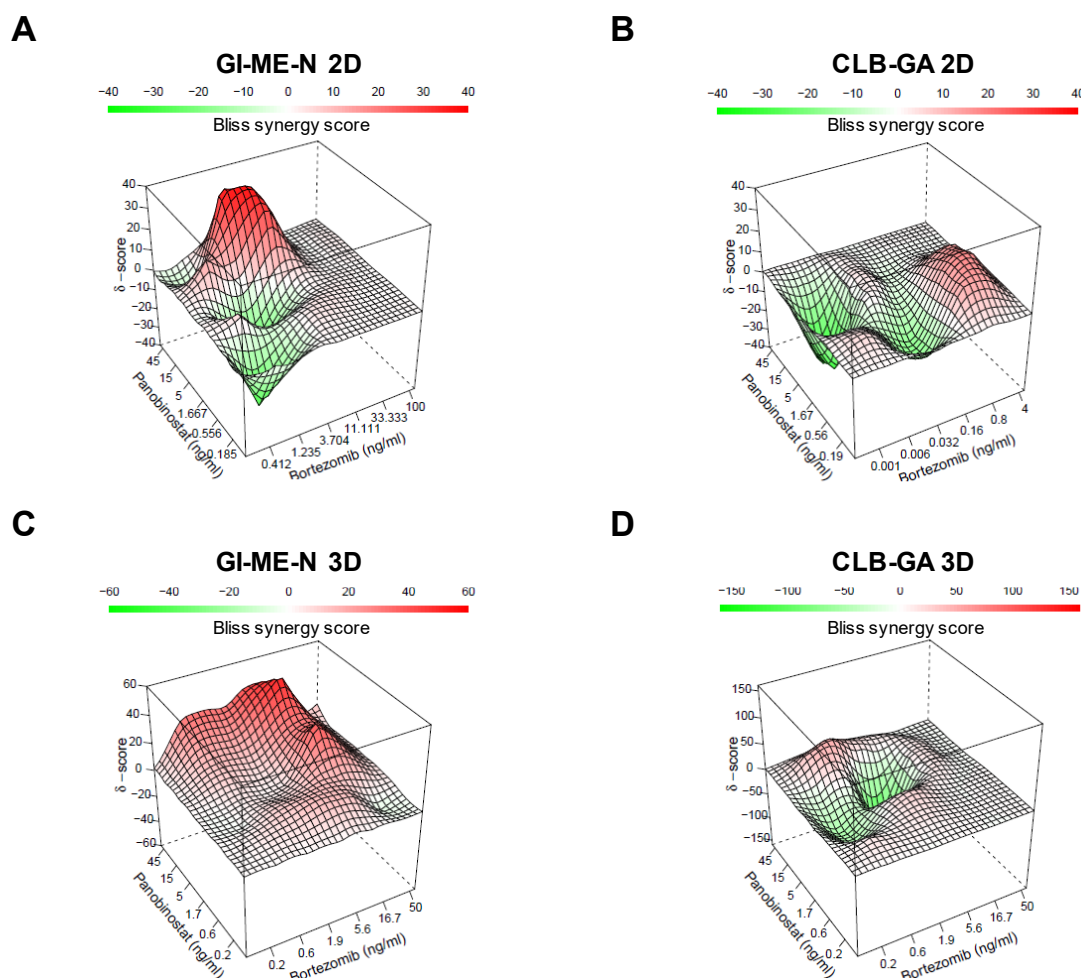 A
GI-ME-N 2D
−40 −30 −20 −10 0 10 20 30 40
Bliss synergy score
40
30
20
10
0
−10
−20
−30
−40
δ −score
45
15
5
1.667
0.556
0.185
Panobinostat (ng/ml)
0.412
1.235
3.704
11.111
33.333
100
Bortezomib (ng/ml)
B
CLB-GA 2D
−40 −30 −20 −10 0 10 20 30 40
Bliss synergy score
40
30
20
10
0
−10
−20
−30
−40
δ −score
45
15
5
1.67
0.56
0.19
Panobinostat (ng/ml)
0.001
0.006
0.032
0.16
0.8
4
Bortezomib (ng/ml)
C
GI-ME-N 3D
−60 −40 −20 0 20 40 60
Bliss synergy score
60
40
20
0
−20
−40
−60
δ −score
45
15
5
1.7
0.6
0.2
Panobinostat (ng/ml)
0.2
0.6
1.9
5.6
16.7
50
Bortezomib (ng/ml)
D
CLB-GA 3D
−150 −100 −50 0 50 100 150
Bliss synergy score
150
100
50
0
−50
−100
−150
δ −score
45
15
5
1.7
0.6
0.2
Panobinostat (ng/ml)
0.2
0.6
1.9
5.6
16.7
50
Bortezomib (ng/ml)